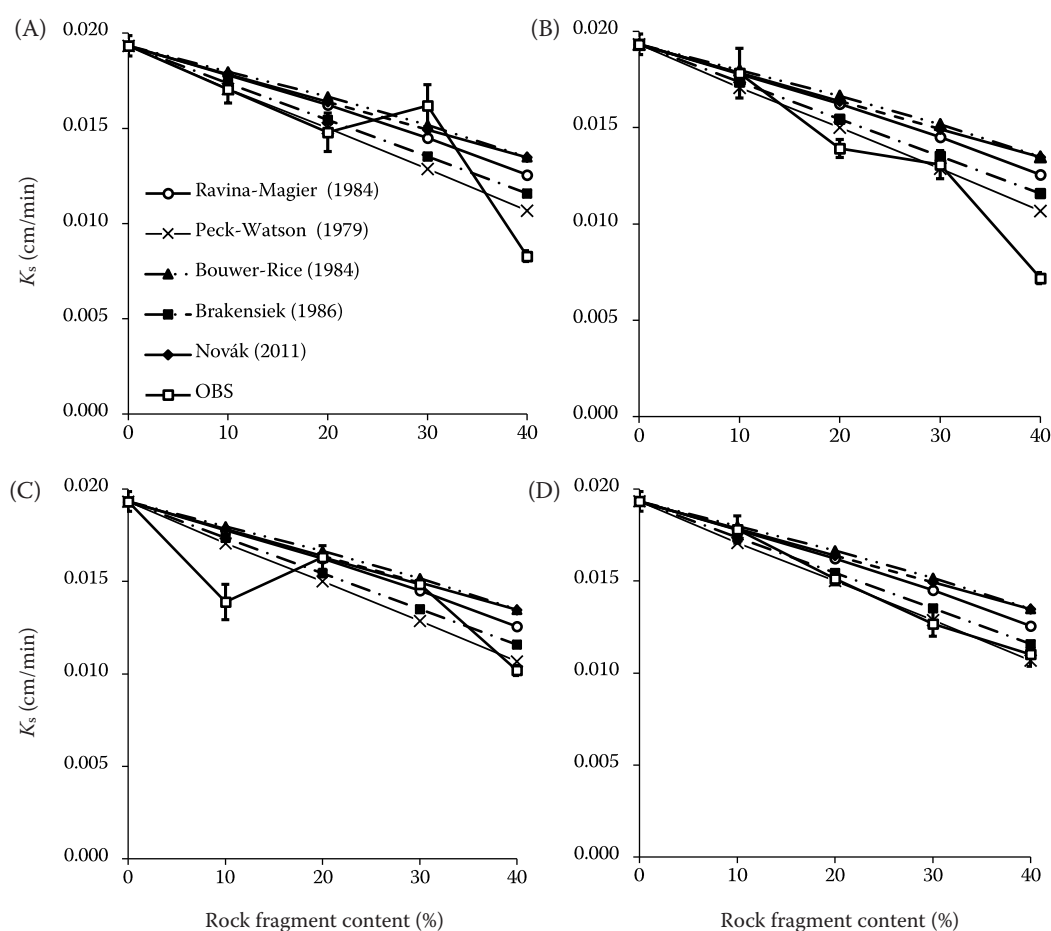 (A)
0.020
0.015
0.010
0.005
0.000
Kₛ (cm/min)
Ravina-Magier (1984)
Peck-Watson (1979)
Bouwer-Rice (1984)
Brakensiek (1986)
Novák (2011)
OBS
0 10 20 30 40
(B)
0.020
0.015
0.010
0.005
0.000
0 10 20 30 40
(C)
0.020
0.015
0.010
0.005
0.000
Kₛ (cm/min)
0 10 20 30 40
Rock fragment content (%)
(D)
0.020
0.015
0.010
0.005
0.000
0 10 20 30 40
Rock fragment content (%)